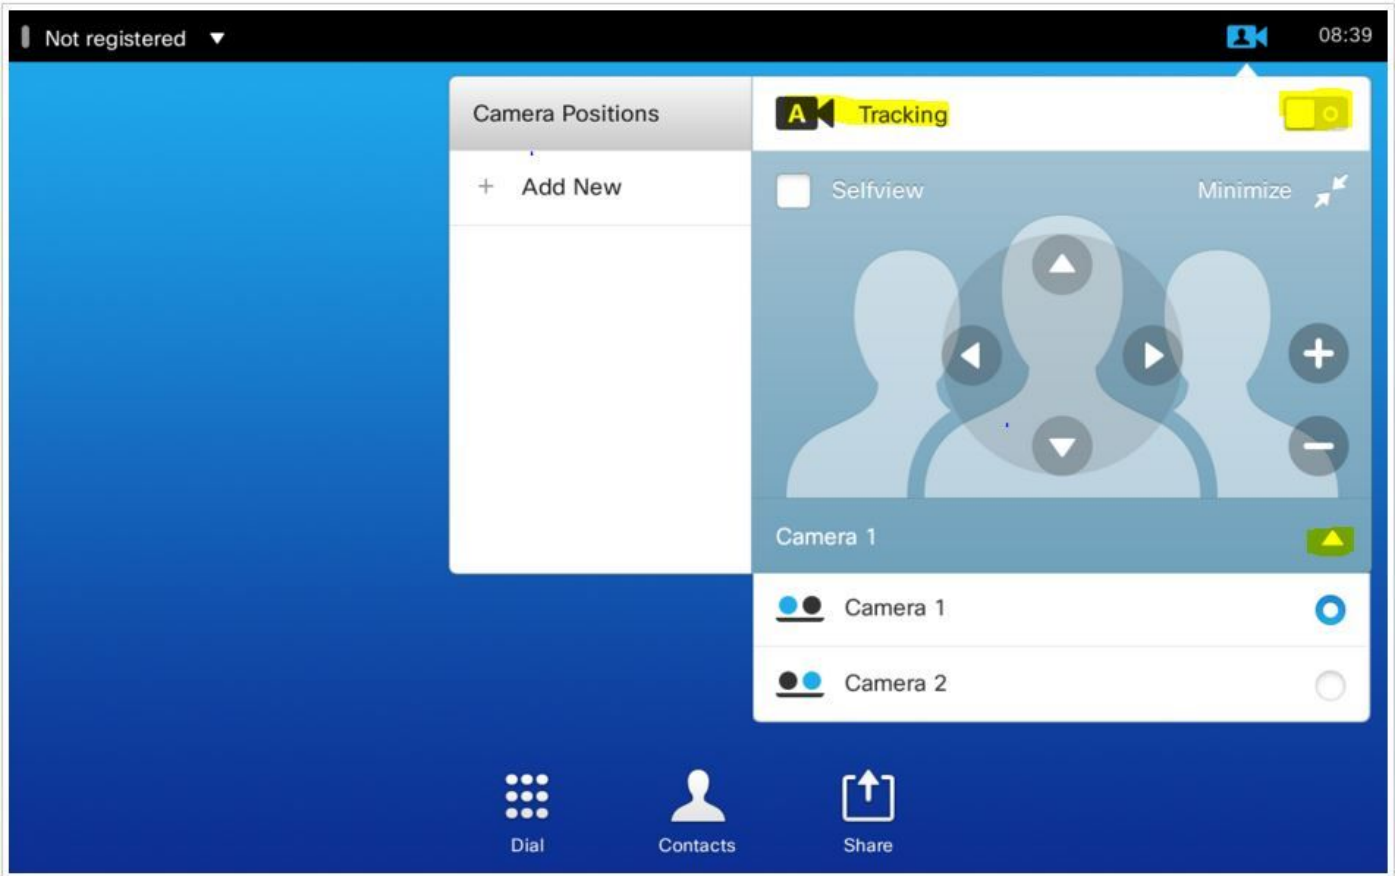 Not registered
08:39
Camera Positions
A Tracking
+ Add New
Selfview
Minimize
Camera 1
Camera 1
Camera 2
Dial
Contacts
Share